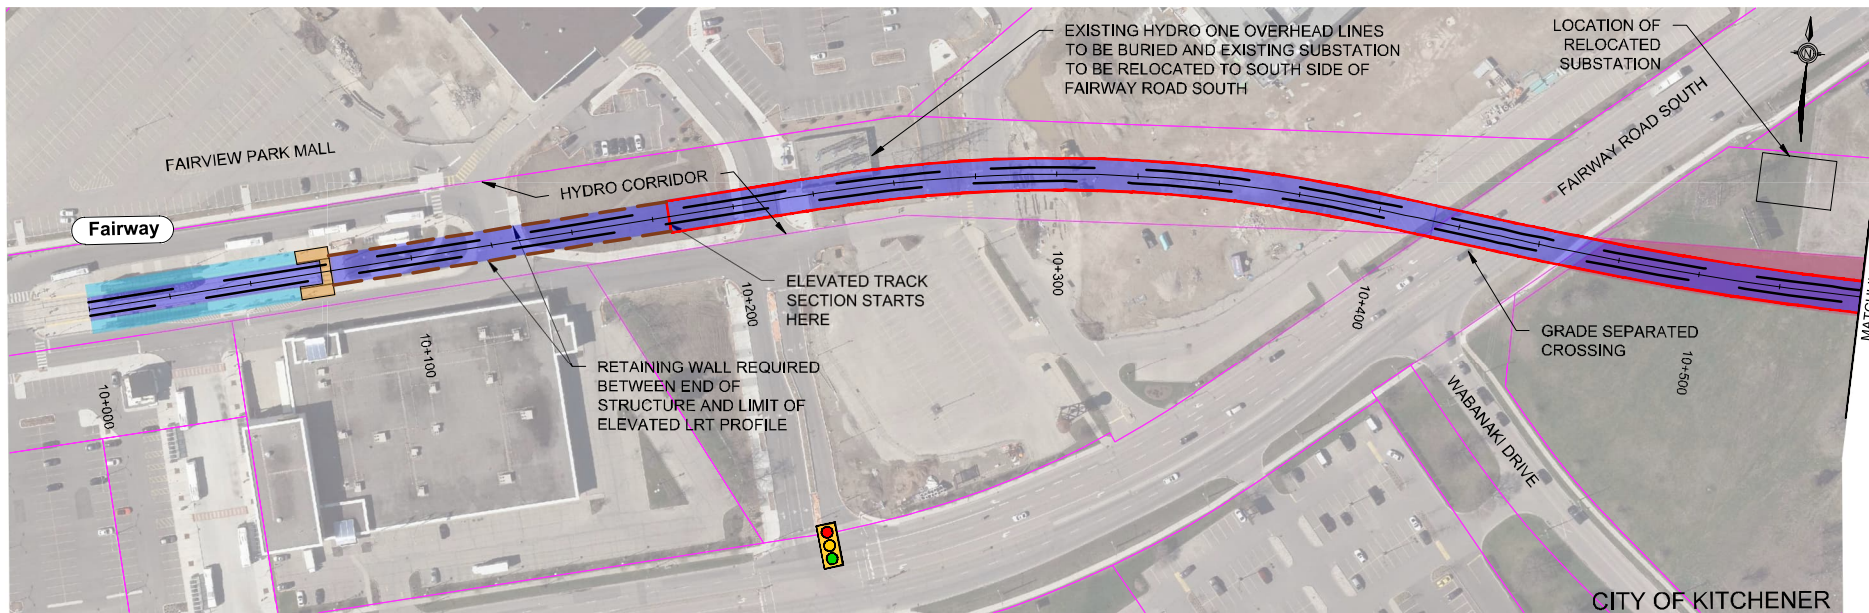 EXISTING HYDRO ONE OVERHEAD LINES
TO BE BURIED AND EXISTING SUBSTATION
TO BE RELOCATED TO SOUTH SIDE OF
FAIRWAY ROAD SOUTH
LOCATION OF
RELOCATED
SUBSTATION
N
FAIRVIEW PARK MALL
HYDRO CORRIDOR
FAIRWAY ROAD SOUTH
Fairway
ELEVATED TRACK
SECTION STARTS
HERE
GRADE SEPARATED
CROSSING
RETAINING WALL REQUIRED
BETWEEN END OF
STRUCTURE AND LIMIT OF
ELEVATED LRT PROFILE
10+000
10+100
10+200
10+300
10+400
10+500
WABANAKI DRIVE
CITY OF KITCHENER